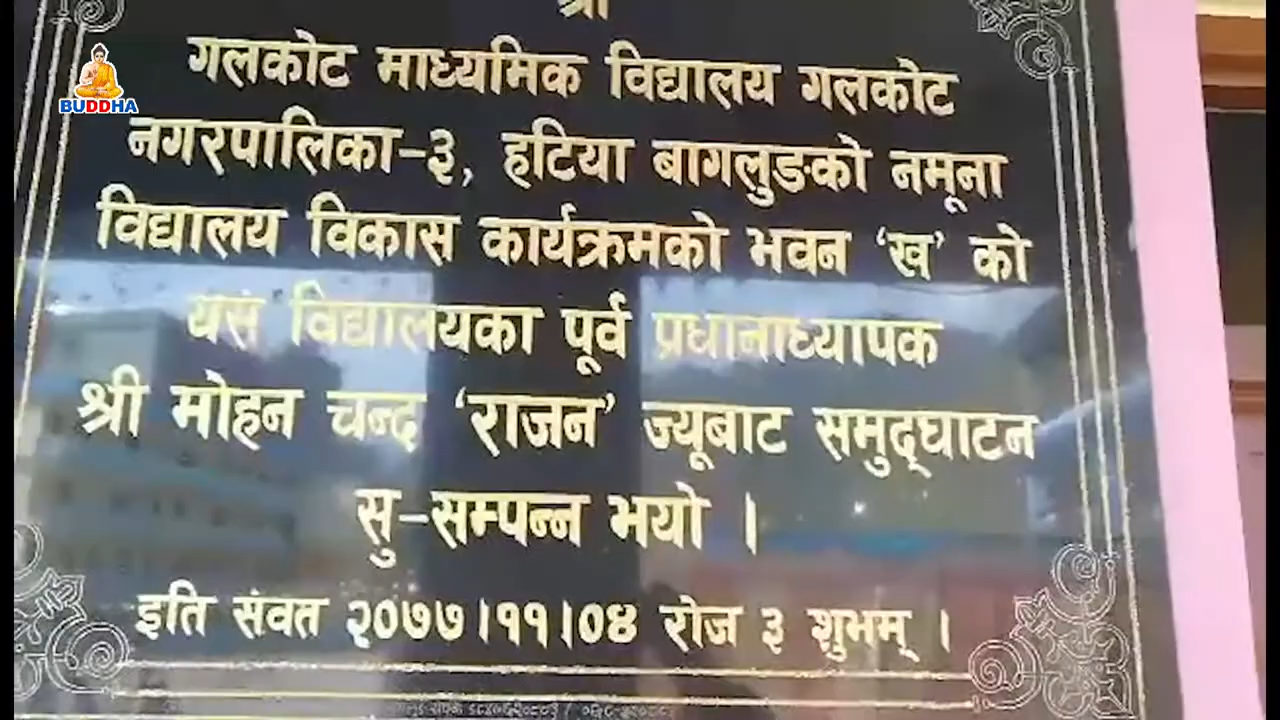 श्री
BUDDHA
गलकोट माध्यमिक विद्यालय गलकोट
नगरपालिका-३, हटिया बागलुङको नमूना
विद्यालय विकास कार्यक्रमको भवन ‘ख’ को
यस विद्यालयका पूर्व प्रधानाध्यापक
श्री मोहन चन्द ‘राजन’ ज्यूबाट समुद्घाटन
सु-सम्पन्न भयो ।
इति संवत २०७७।११।०४ रोज ३ शुभम् ।